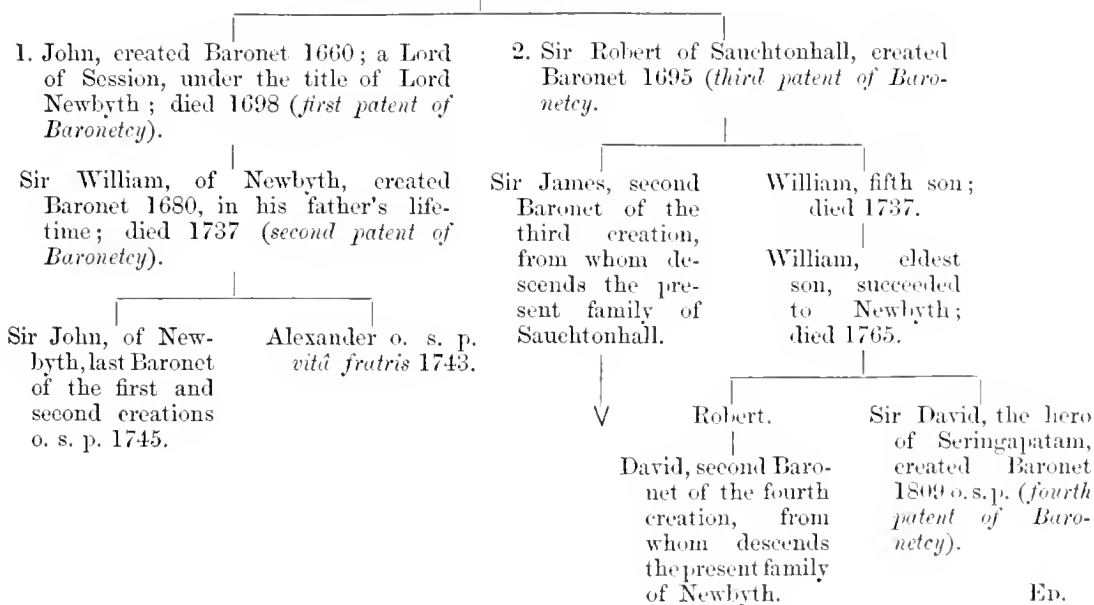 1. John, created Baronet 1660; a Lord
of Session, under the title of Lord
Newbyth; died 1698 (first patent of
Baronetcy).
2. Sir Robert of Sauchtonhall, created
Baronet 1695 (third patent of Baro-
netcy.
Sir William, of Newbyth, created
Baronet 1680, in his father's life-
time; died 1737 (second patent of
Baronetcy).
Sir James, second
Baronet of the
third creation,
from whom de-
scends the pre-
sent family of
Sauchtonhall.
William, fifth son;
died 1737.
William, eldest
son, succeeded
to Newbyth;
died 1765.
Sir John, of New-
byth, last Baronet
of the first and
second creations
o. s. p. 1745.
Alexander o. s. p.
vitâ fratris 1743.
Robert.
David, second Baro-
net of the fourth
creation, from
whom descends
the present family
of Newbyth.
Sir David, the hero
of Seringapatam,
created Baronet
1809 o. s. p. (fourth
patent of Baro-
netcy).
ED.